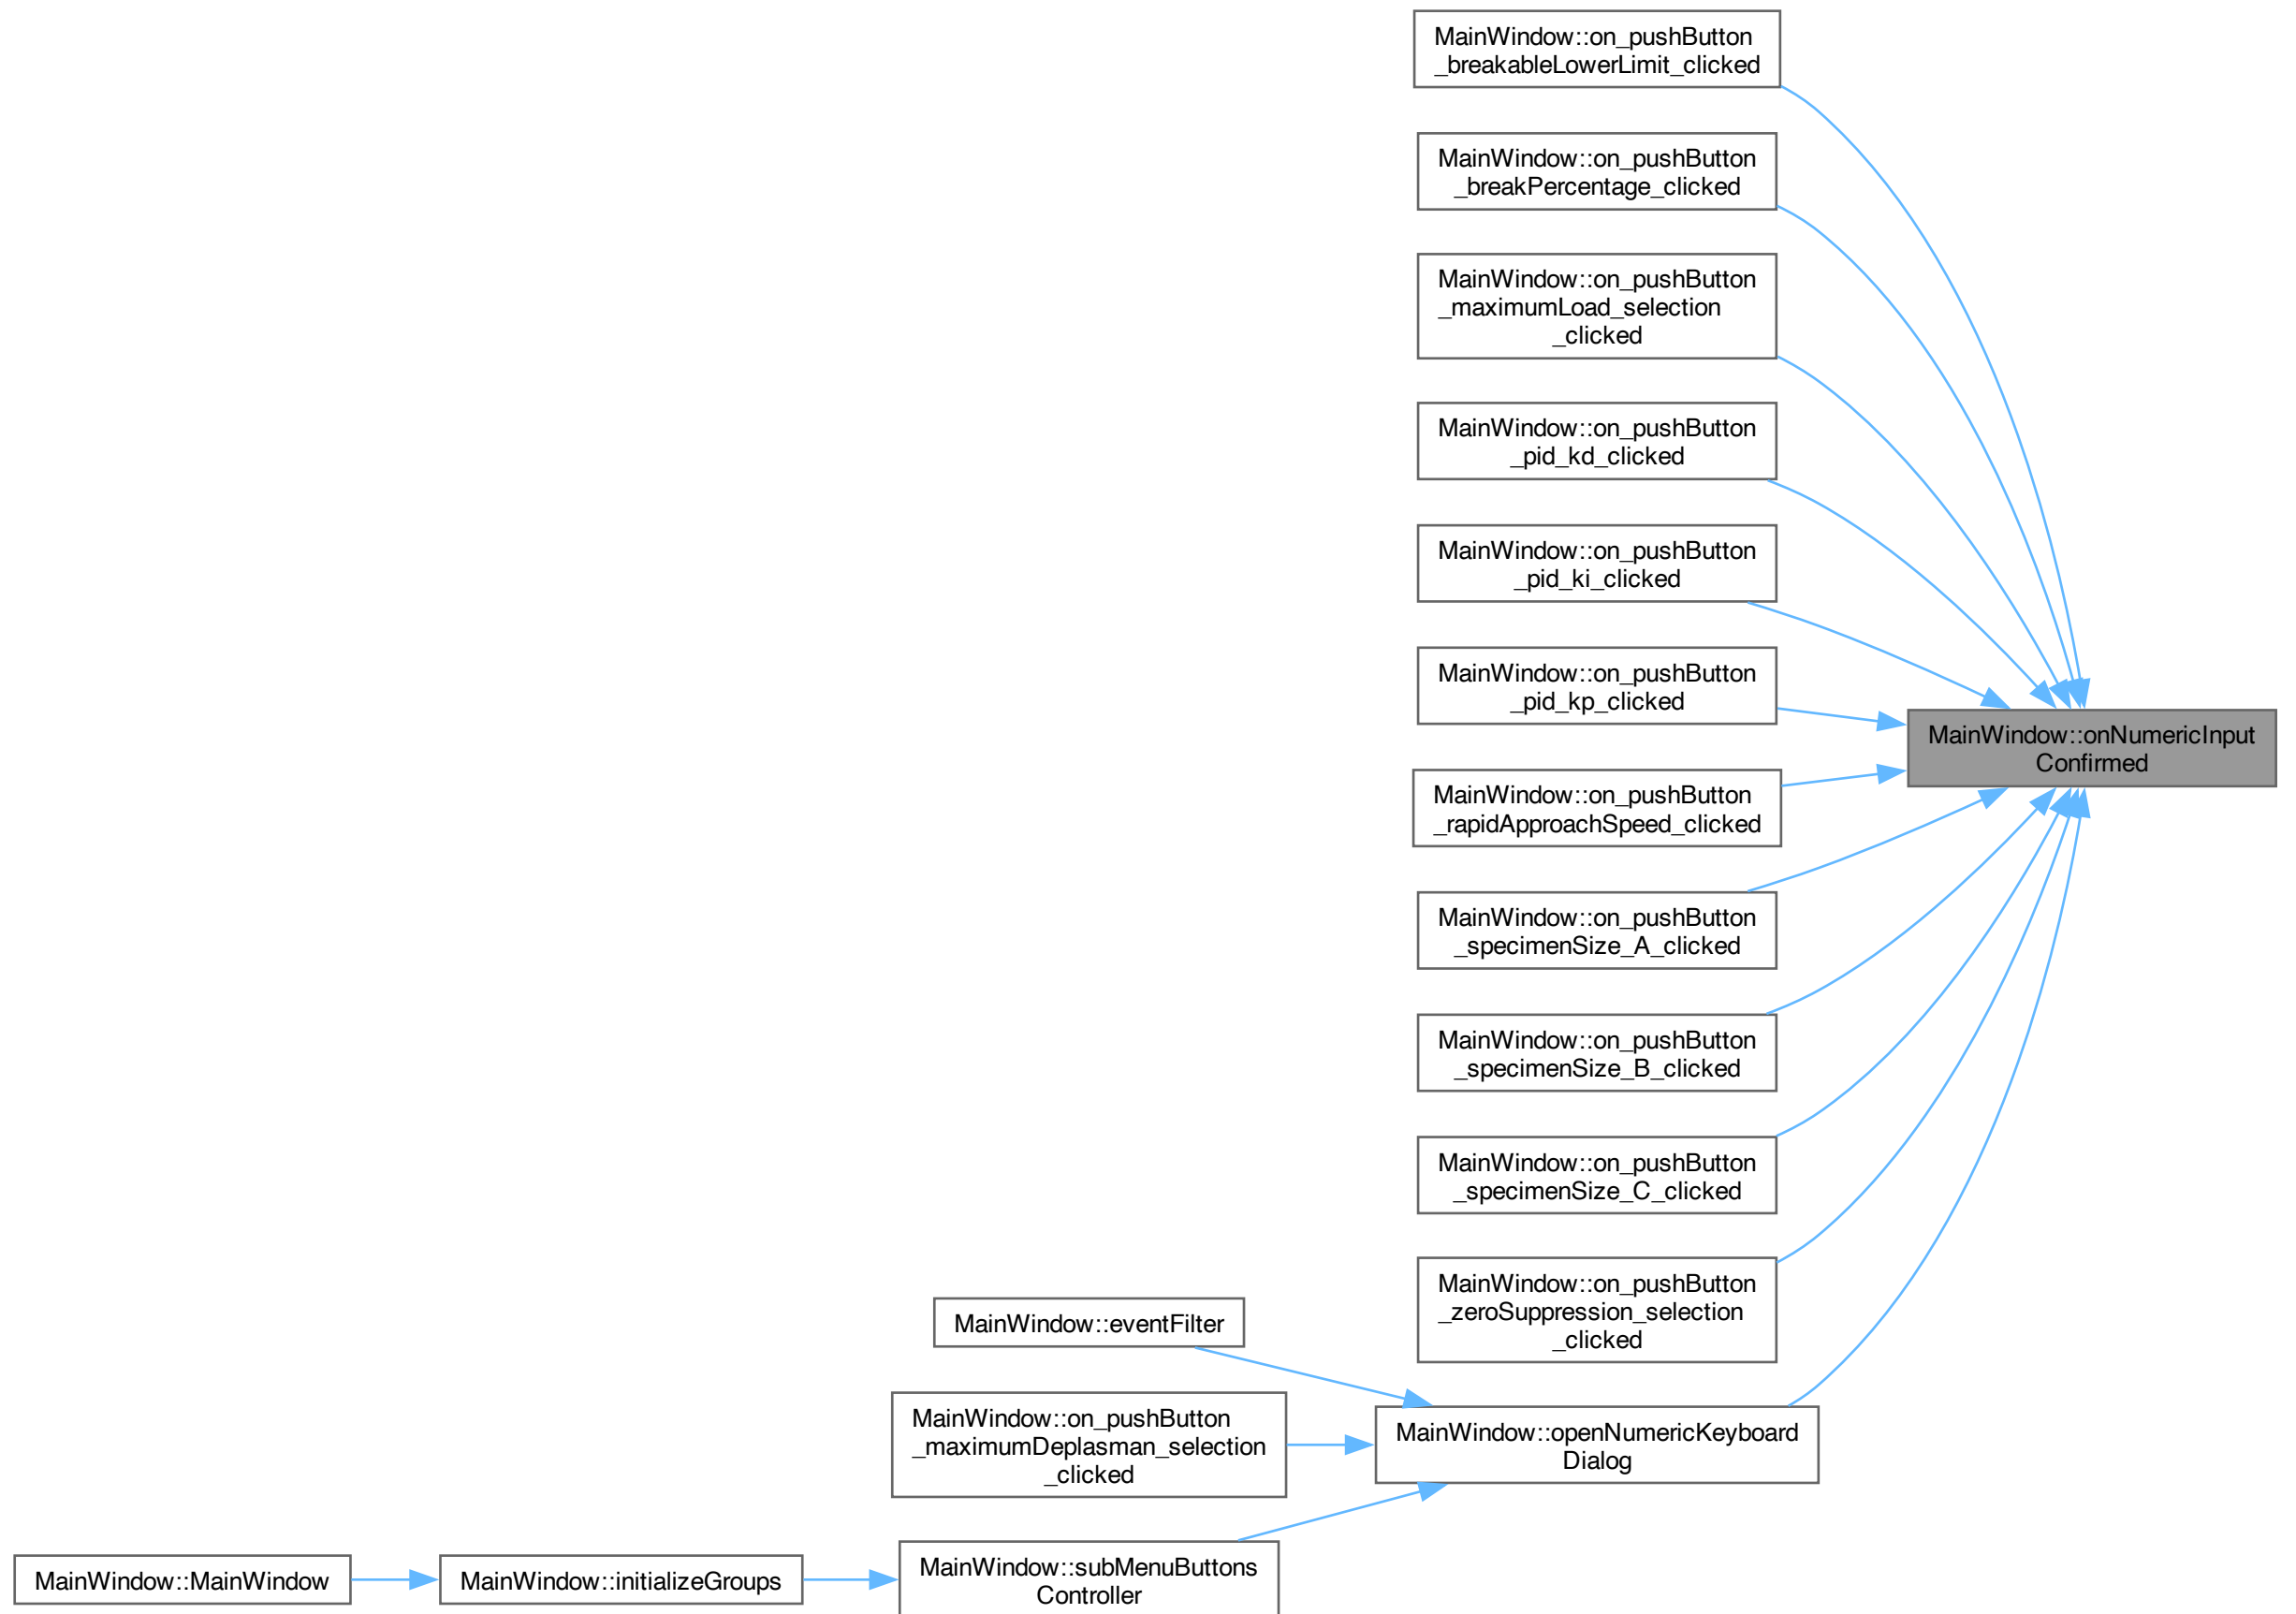 MainWindow::on_pushButton
_breakableLowerLimit_clicked
MainWindow::on_pushButton
_breakPercentage_clicked
MainWindow::on_pushButton
_maximumLoad_selection
_clicked
MainWindow::on_pushButton
_pid_kd_clicked
MainWindow::on_pushButton
_pid_ki_clicked
MainWindow::on_pushButton
_pid_kp_clicked
MainWindow::onNumericInput
Confirmed
MainWindow::on_pushButton
_rapidApproachSpeed_clicked
MainWindow::on_pushButton
_specimenSize_A_clicked
MainWindow::on_pushButton
_specimenSize_B_clicked
MainWindow::on_pushButton
_specimenSize_C_clicked
MainWindow::on_pushButton
_zeroSuppression_selection
_clicked
MainWindow::eventFilter
MainWindow::on_pushButton
_maximumDeplasman_selection
_clicked
MainWindow::openNumericKeyboard
Dialog
MainWindow::MainWindow
MainWindow::initializeGroups
MainWindow::subMenuButtons
Controller